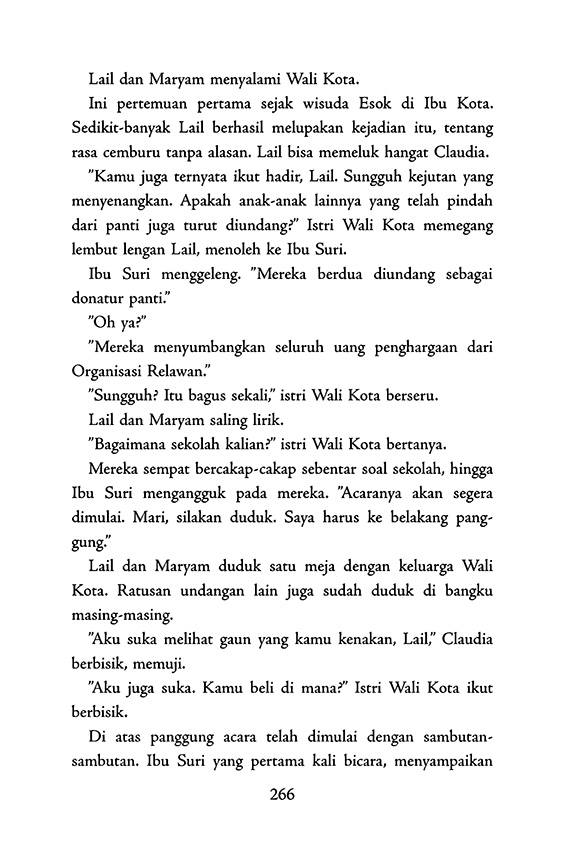 Lail dan Maryam menyalami Wali Kota.
Ini pertemuan pertama sejak wisuda Esok di Ibu Kota.
Sedikit-banyak Lail berhasil melupakan kejadian itu, tentang
rasa cemburu tanpa alasan. Lail bisa memeluk hangat Claudia.
”Kamu juga ternyata ikut hadir, Lail. Sungguh kejutan yang
menyenangkan. Apakah anak-anak lainnya yang telah pindah
dari panti juga turut diundang?” Istri Wali Kota memegang
lembut lengan Lail, menoleh ke Ibu Suri.
Ibu Suri menggeleng. ”Mereka berdua diundang sebagai
donatur panti.”
”Oh ya?”
”Mereka menyumbangkan seluruh uang penghargaan dari
Organisasi Relawan.”
”Sungguh? Itu bagus sekali,” istri Wali Kota berseru.
Lail dan Maryam saling lirik.
”Bagaimana sekolah kalian?” istri Wali Kota bertanya.
Mereka sempat bercakap-cakap sebentar soal sekolah, hingga
Ibu Suri mengangguk pada mereka. ”Acaranya akan segera
dimulai. Mari, silakan duduk. Saya harus ke belakang pang-
gung.”
Lail dan Maryam duduk satu meja dengan keluarga Wali
Kota. Ratusan undangan lain juga sudah duduk di bangku
masing-masing.
”Aku suka melihat gaun yang kamu kenakan, Lail,” Claudia
berbisik, memuji.
”Aku juga suka. Kamu beli di mana?” Istri Wali Kota ikut
berbisik.
Di atas panggung acara telah dimulai dengan sambutan-
sambutan. Ibu Suri yang pertama kali bicara, menyampaikan
266